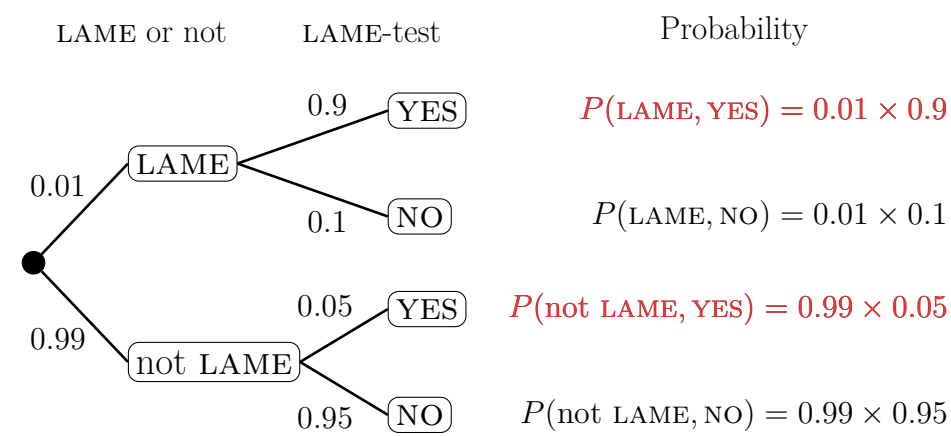 LAME or not LAME-test Probability
0.9 YES P(LAME, YES) = 0.01 × 0.9
LAME
0.01
0.1 NO P(LAME, NO) = 0.01 × 0.1
0.05 YES P(not LAME, YES) = 0.99 × 0.05
0.99
not LAME
0.95 NO P(not LAME, NO) = 0.99 × 0.95